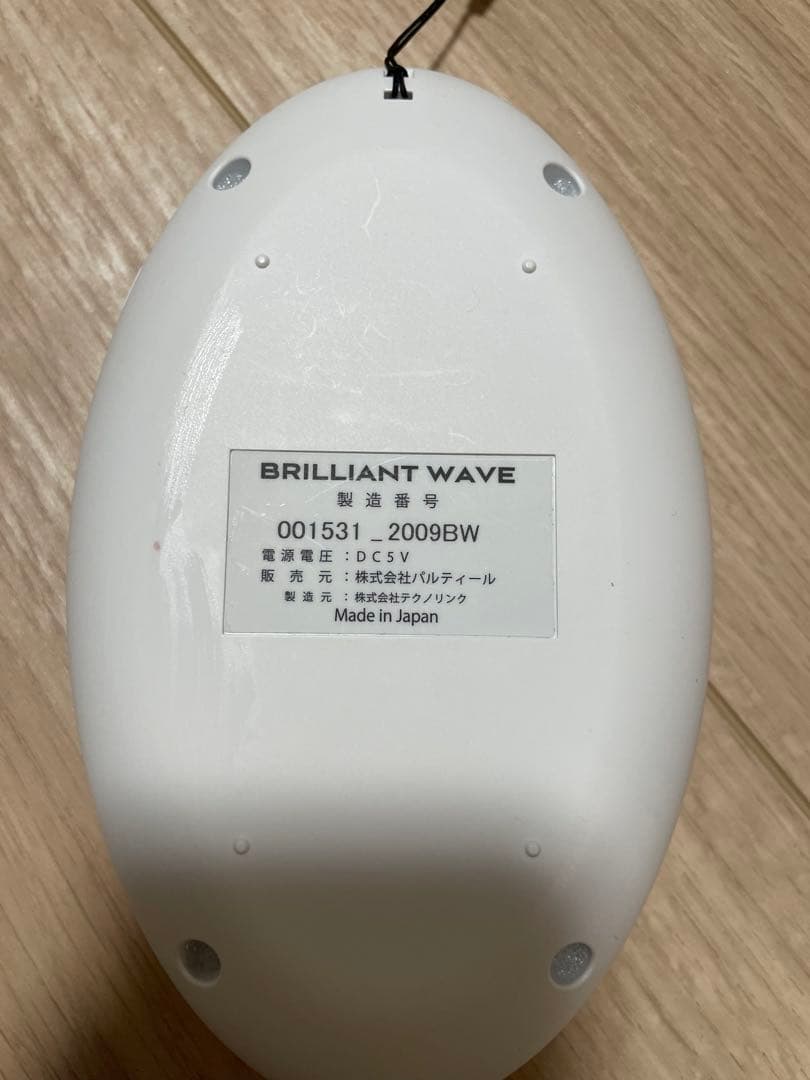 BRILLIANT WAVE
製造番号
001531_2009BW
電源電圧：DC5V
販売元：株式会社パルティール
製造元：株式会社テクノリンク
Made in Japan